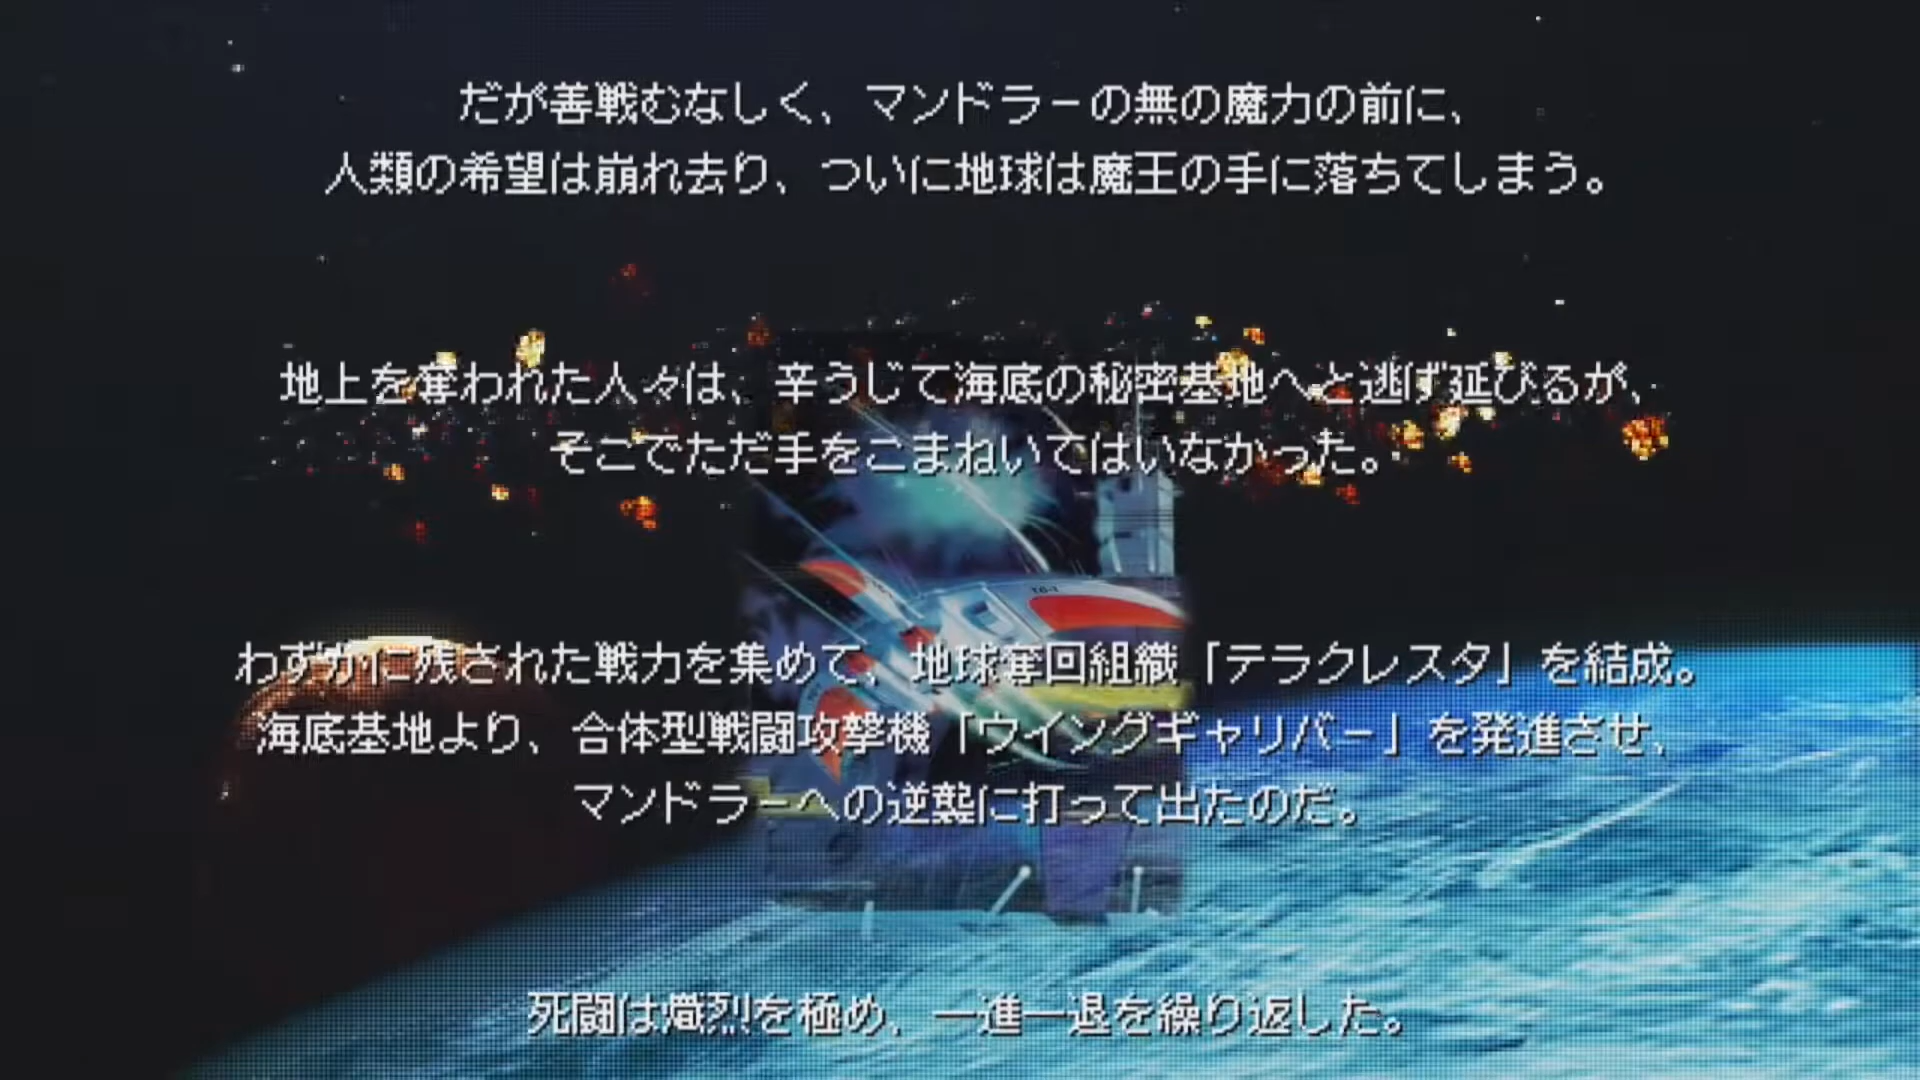 だが善戦むなしく、マンドラーの無の魔力の前に、
人類の希望は崩れ去り、ついに地球は魔王の手に落ちてしまう。
地上を奪われた人々は、辛うじて海底の秘密基地へと逃げ延びるが、
そこでただ手をこまねいてはいなかった。
わずかに残された戦力を集めて、地球奪回組織「テラクレスタ」を結成。
海底基地より、合体型戦闘攻撃機「ウイングギャリバー」を発進させ、
マンドラーへの逆襲に打って出たのだ。
死闘は熾烈を極め、一進一退を繰り返した。